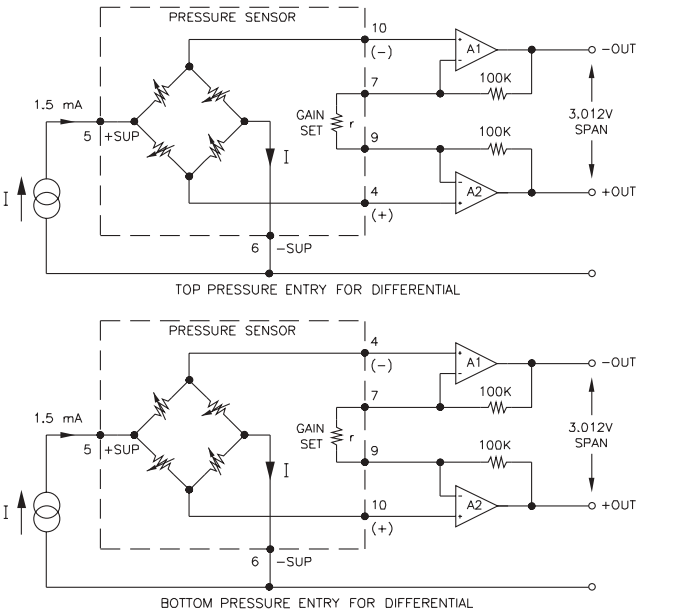 PRESSURE SENSOR
10
(-)
+
A1
-
-OUT
7
100K
1.5 mA
GAIN
SET
r
3.012V
SPAN
5
+SUP
9
100K
I
I
-
A2
+
+OUT
4
(+)
6
-SUP
TOP PRESSURE ENTRY FOR DIFFERENTIAL
PRESSURE SENSOR
4
(-)
+
A1
-
-OUT
7
100K
1.5 mA
GAIN
SET
r
3.012V
SPAN
5
+SUP
9
100K
I
I
-
A2
+
+OUT
10
(+)
6
-SUP
BOTTOM PRESSURE ENTRY FOR DIFFERENTIAL